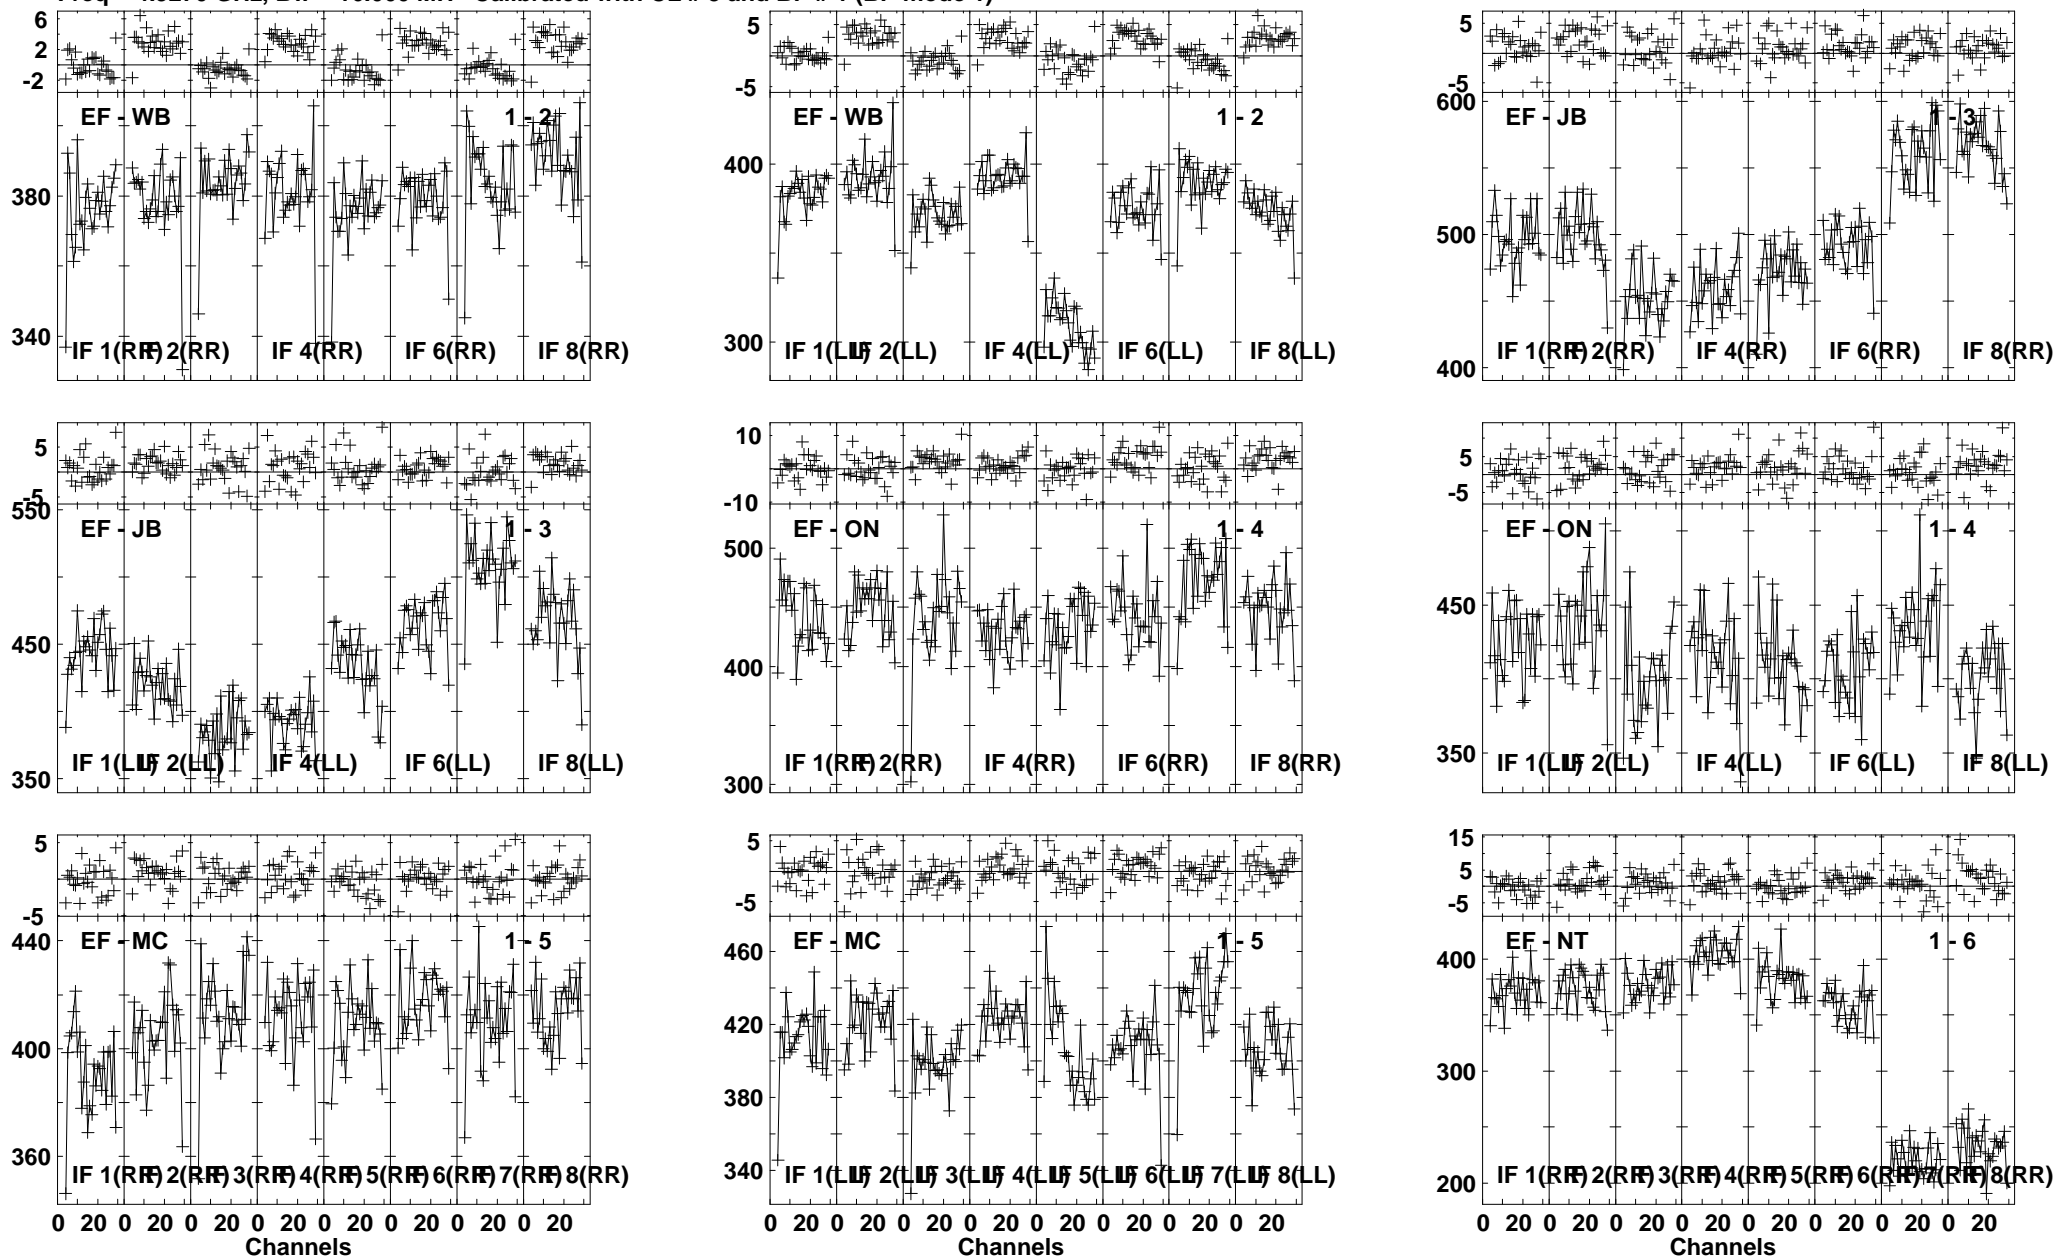 6 2 -2
EF - WB 1 - 2
380
340
IF 1(RR) IF 2(RR) IF 4(RR) IF 6(RR) IF 8(RR)
5 -5
EF - WB 1 - 2
400
300
IF 1(LL) IF 2(LL) IF 4(LL) IF 6(LL) IF 8(LL)
5 -5
EF - JB 1 - 3
600
500
400
IF 1(RR) IF 2(RR) IF 4(RR) IF 6(RR) IF 8(RR)
5 -5
EF - JB 1 - 3
550
450
350
IF 1(LL) IF 2(LL) IF 4(LL) IF 6(LL) IF 8(LL)
10 -10
EF - ON 1 - 4
500
400
300
IF 1(RR) IF 2(RR) IF 4(RR) IF 6(RR) IF 8(RR)
5 -5
EF - ON 1 - 4
450
350
IF 1(LL) IF 2(LL) IF 4(LL) IF 6(LL) IF 8(LL)
5 -5
EF - MC 1 - 5
440
400
360
IF 1(RR) IF 2(RR) IF 3(RR) IF 4(RR) IF 5(RR) IF 6(RR) IF 7(RR) IF 8(RR)
0 20 0 20 0 20 0 20 0 20 0 20 0 20 0 20
Channels
5 -5
EF - MC 1 - 5
460
420
380
340
IF 1(LL) IF 2(LL) IF 3(LL) IF 4(LL) IF 5(LL) IF 6(LL) IF 7(LL) IF 8(LL)
0 20 0 20 0 20 0 20 0 20 0 20 0 20 0 20
Channels
15 5 -5
EF - NT 1 - 6
400
300
200
IF 1(RR) IF 2(RR) IF 3(RR) IF 4(RR) IF 5(RR) IF 6(RR) IF 7(RR) IF 8(RR)
0 20 0 20 0 20 0 20 0 20 0 20 0 20 0 20
Channels